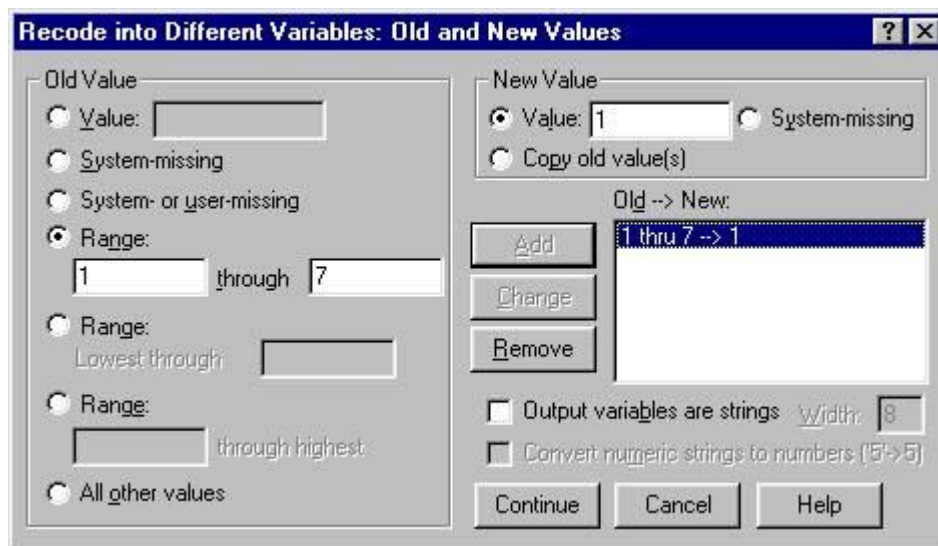 Recode into Different Variables: Old and New Values
Old Value
Value:
System-missing
System- or user-missing
Range:
1 through 7
Range:
Lowest through
Range:
through highest
All other values
New Value
Value: 1 System-missing
Copy old value(s)
Old --> New:
1 thru 7 --> 1
Add
Change
Remove
Output variables are strings Width: 8
Convert numeric strings to numbers ('5'->5)
Continue Cancel Help